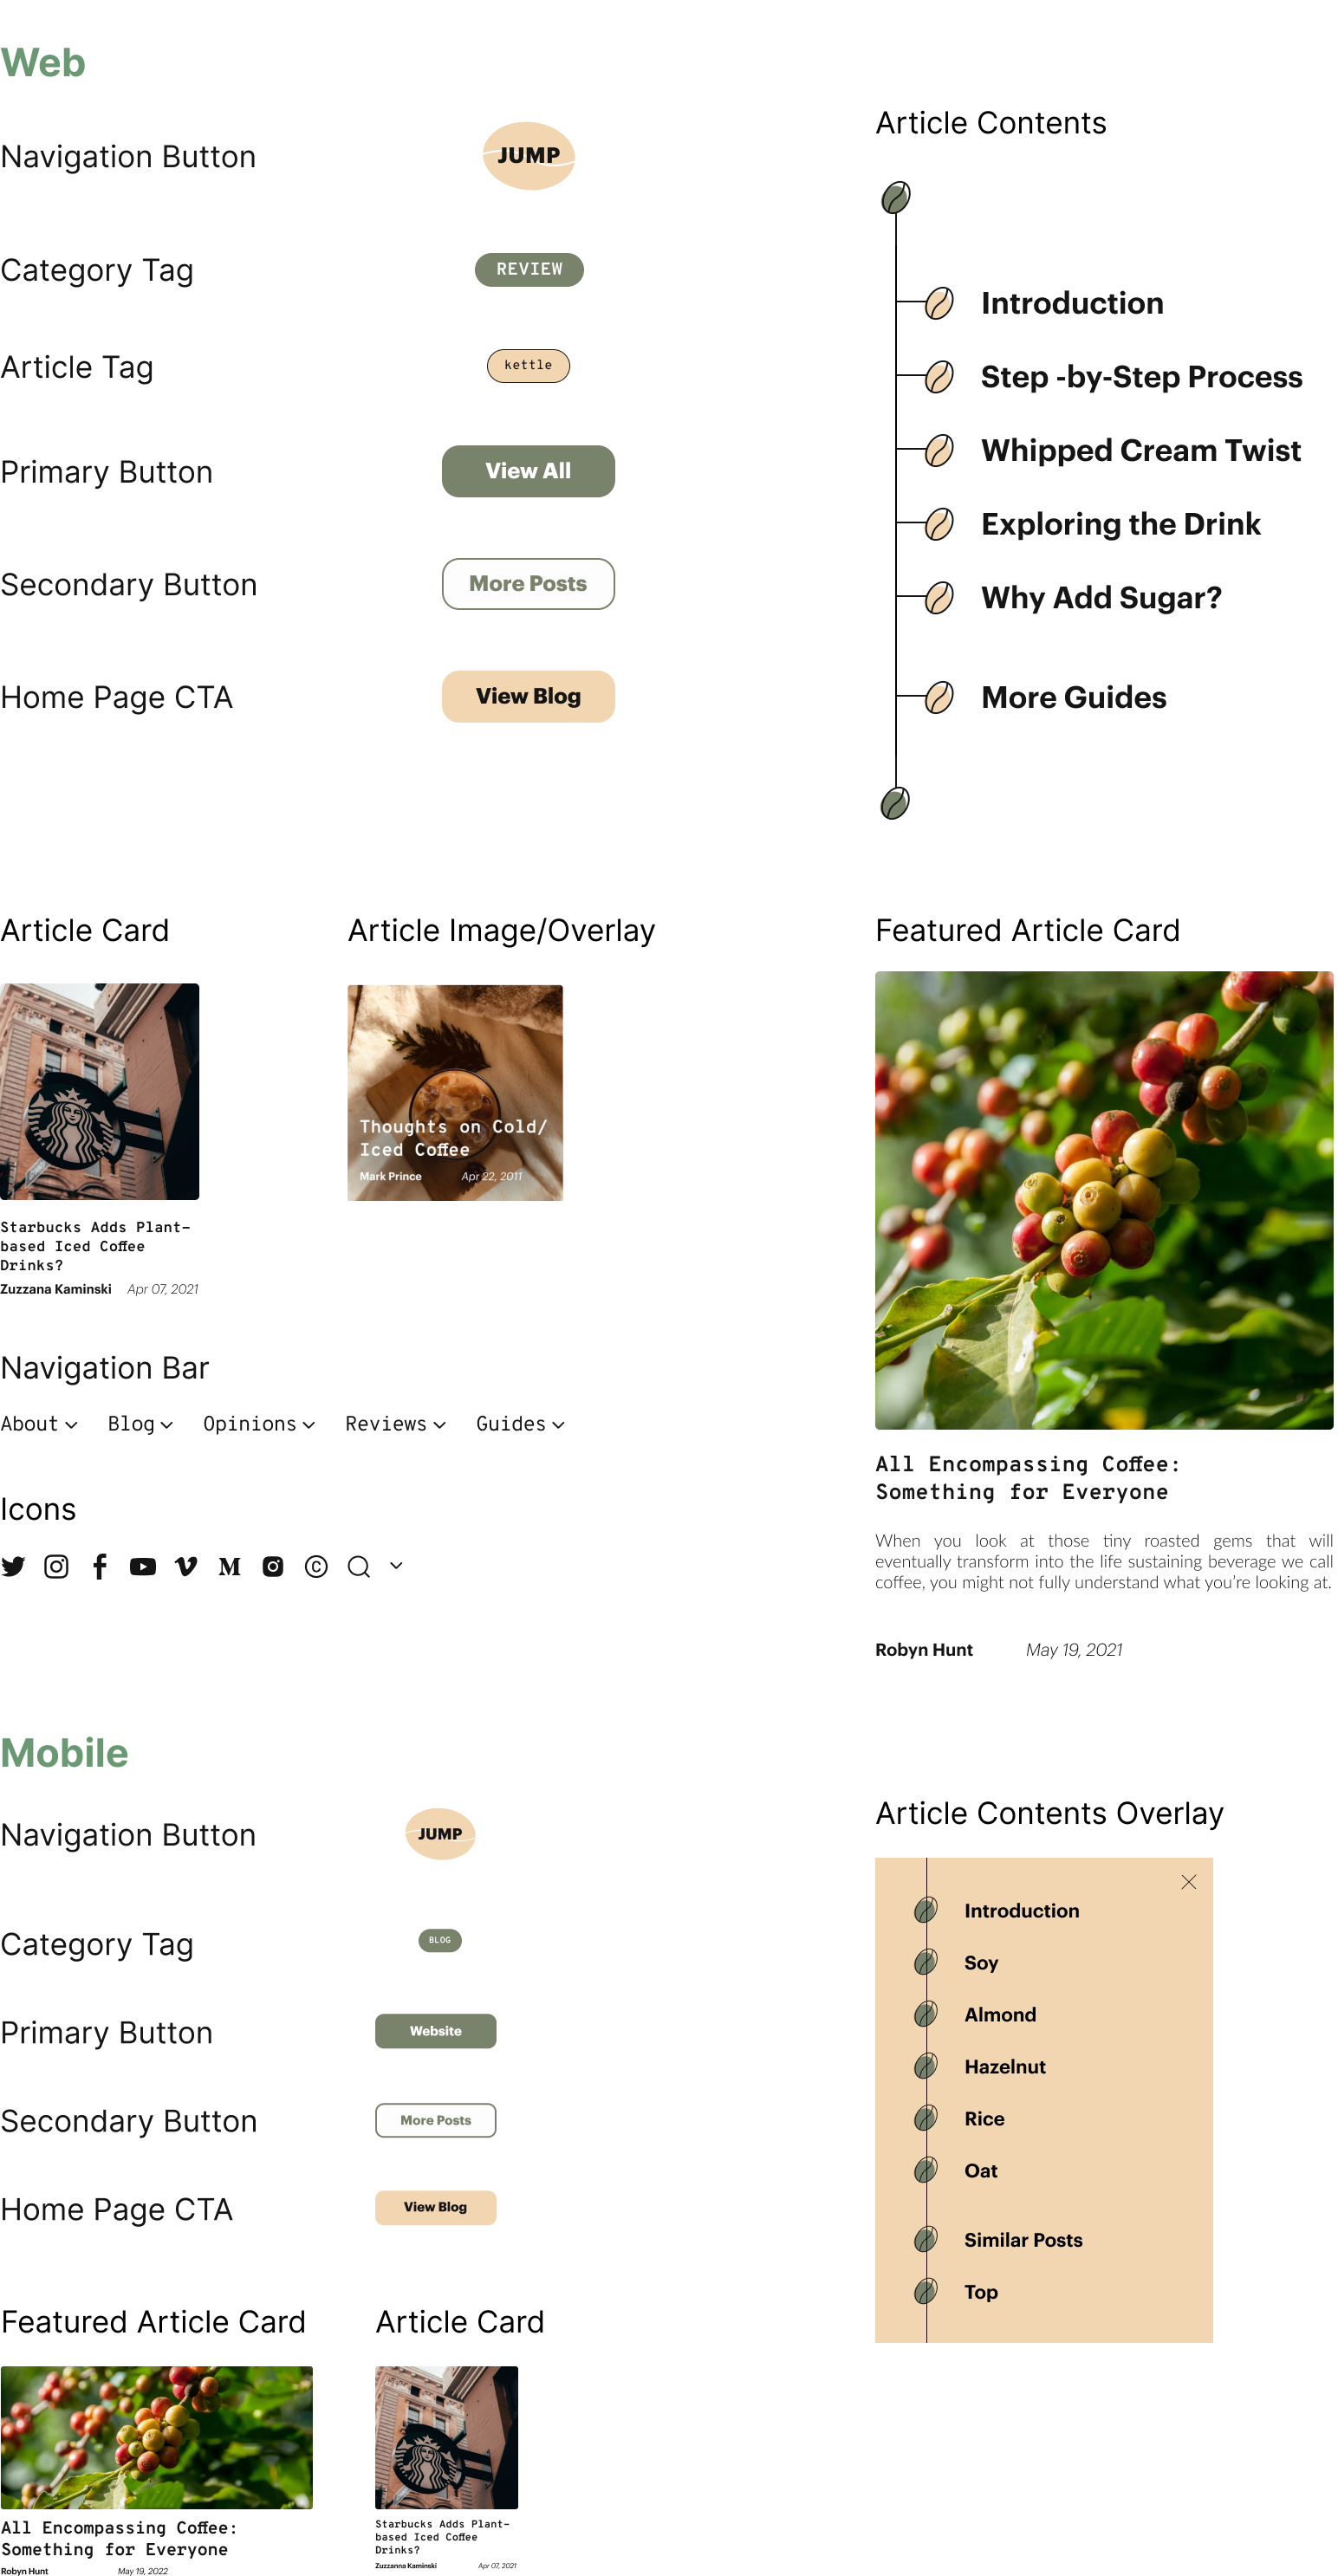 Web
Navigation Button
JUMP
Category Tag
REVIEW
Article Tag
kettle
Primary Button
View All
Secondary Button
More Posts
Home Page CTA
View Blog
Article Contents
Introduction
Step -by-Step Process
Whipped Cream Twist
Exploring the Drink
Why Add Sugar?
More Guides
Article Card
Starbucks Adds Plant-
based Iced Coffee
Drinks?
Zuzzana Kaminski Apr 07, 2021
Article Image/Overlay
Thoughts on Cold/
Iced Coffee
Mark Prince Apr 22, 2011
Featured Article Card
All Encompassing Coffee:
Something for Everyone
When you look at those tiny roasted gems that will
eventually transform into the life sustaining beverage we call
coffee, you might not fully understand what you’re looking at.
Robyn Hunt May 19, 2021
Navigation Bar
About Blog Opinions Reviews Guides
Icons
Mobile
Navigation Button
JUMP
Category Tag
BLOG
Primary Button
Website
Secondary Button
More Posts
Home Page CTA
View Blog
Article Contents Overlay
Introduction
Soy
Almond
Hazelnut
Rice
Oat
Similar Posts
Top
Featured Article Card
All Encompassing Coffee:
Something for Everyone
Robyn Hunt May 19, 2022
Article Card
Starbucks Adds Plant-
based Iced Coffee
Drinks?
Zuzzanna Kaminski Apr 07, 2021